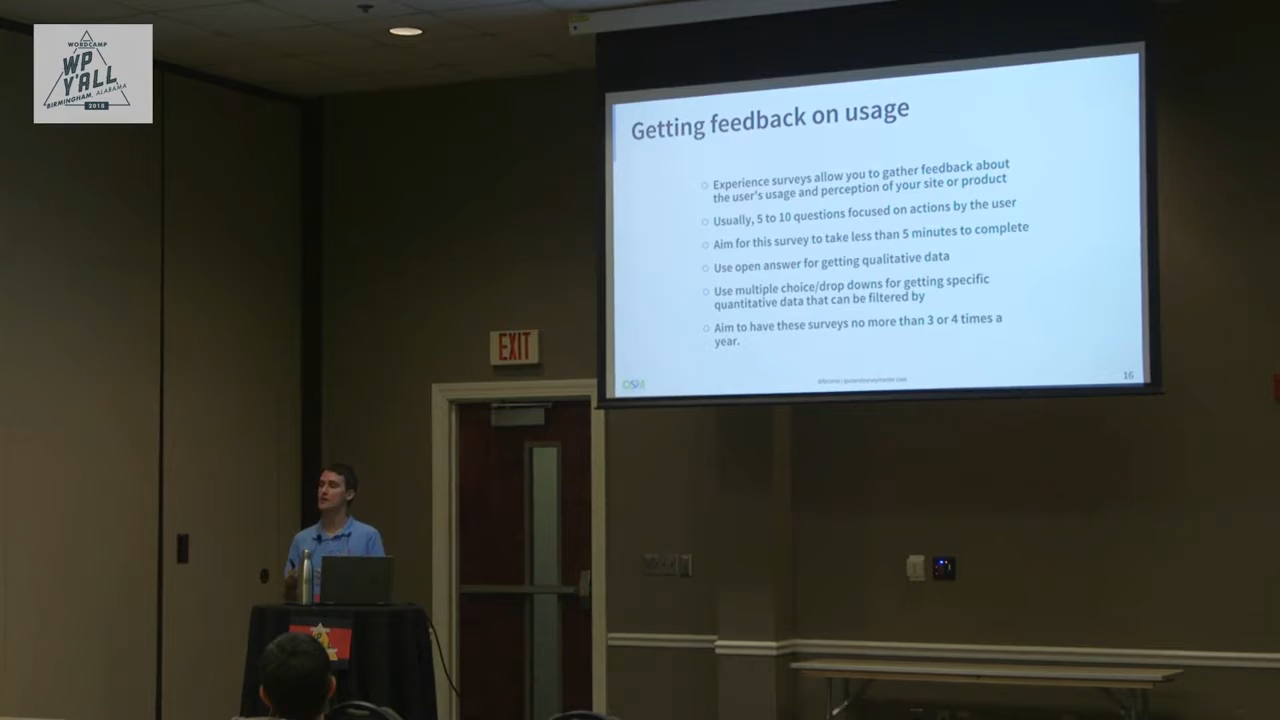 WORDCAMP
WP
Y'ALL
BIRMINGHAM, ALABAMA
2018
Getting feedback on usage
Experience surveys allow you to gather feedback about
the user's usage and perception of your site or product
Usually, 5 to 10 questions focused on actions by the user
Aim for this survey to take less than 5 minutes to complete
Use open answer for getting qualitative data
Use multiple choice/drop downs for getting specific
quantitative data that can be filtered by
Aim to have these surveys no more than 3 or 4 times a
year.
QSM
16
EXIT